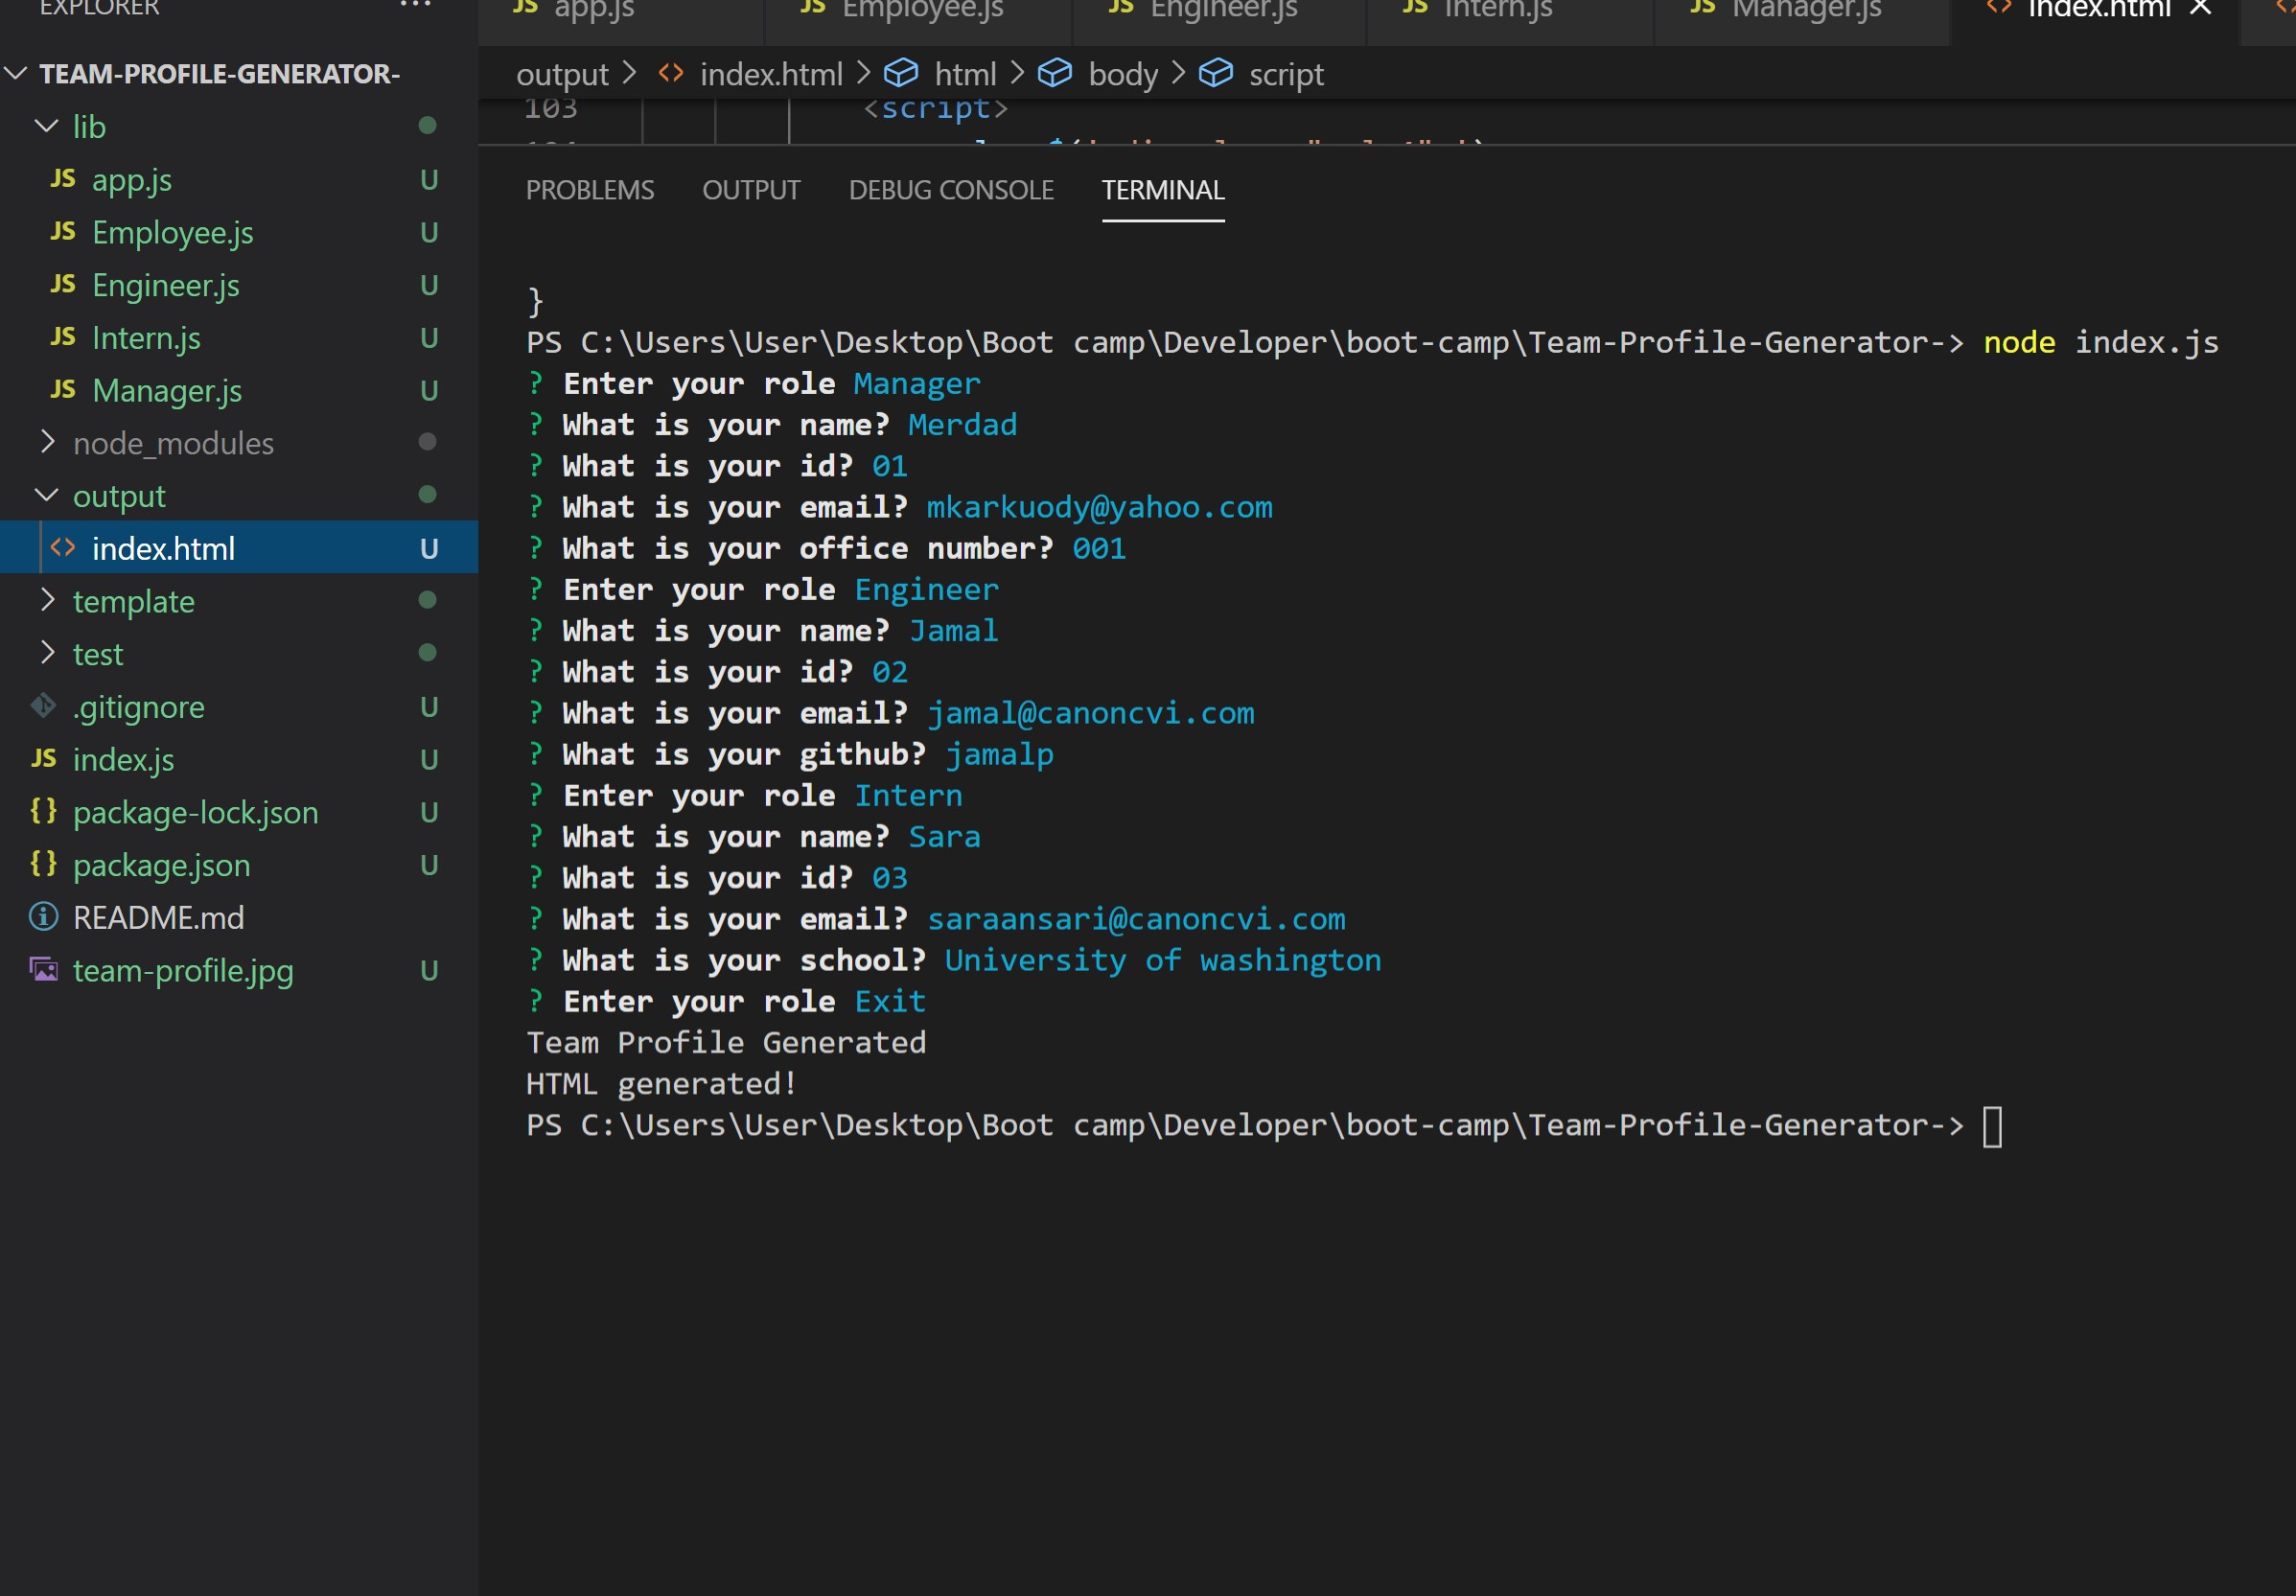 EXPLORER ...
TEAM-PROFILE-GENERATOR-
lib
JS app.js U
JS Employee.js U
JS Engineer.js U
JS Intern.js U
JS Manager.js U
node_modules
output
<> index.html U
template
test
.gitignore U
JS index.js U
{} package-lock.json U
{} package.json U
README.md
team-profile.jpg U
JS app.js JS Employee.js JS Engineer.js JS Intern.js JS Manager.js <> index.html ×
output > <> index.html > html > body > script
103 <script>
PROBLEMS OUTPUT DEBUG CONSOLE TERMINAL
}
PS C:\Users\User\Desktop\Boot camp\Developer\boot-camp\Team-Profile-Generator-> node index.js
? Enter your role Manager
? What is your name? Merdad
? What is your id? 01
? What is your email? mkarkuody@yahoo.com
? What is your office number? 001
? Enter your role Engineer
? What is your name? Jamal
? What is your id? 02
? What is your email? jamal@canoncvi.com
? What is your github? jamalp
? Enter your role Intern
? What is your name? Sara
? What is your id? 03
? What is your email? saraansari@canoncvi.com
? What is your school? University of washington
? Enter your role Exit
Team Profile Generated
HTML generated!
PS C:\Users\User\Desktop\Boot camp\Developer\boot-camp\Team-Profile-Generator->